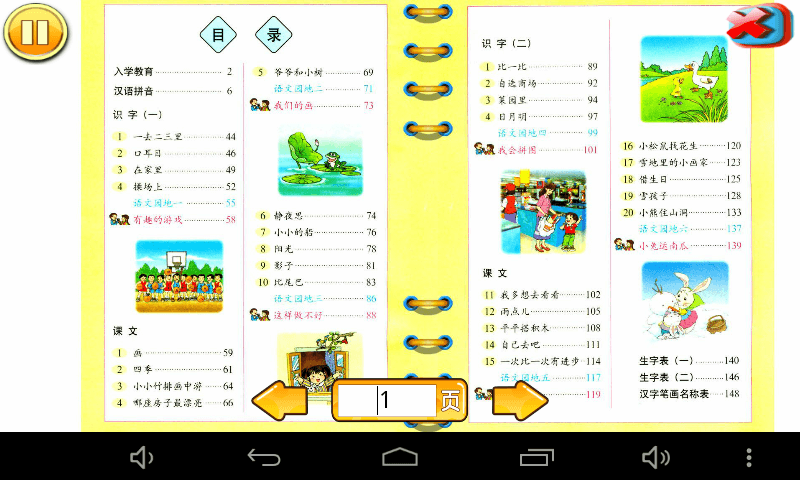 目 录
入学教育 2
汉语拼音 6
识字（一）
1 一去二三里 44
2 口耳目 46
3 在家里 49
4 操场上 52
语文园地一 55
有趣的游戏 58
课文
1 画 59
2 四季 61
3 小小竹排画中游 64
4 哪座房子最漂亮 66
5 爷爷和小树 69
语文园地二 71
我们的画 73
6 静夜思 74
7 小小的船 76
8 阳光 78
9 影子 81
10 比尾巴 83
语文园地三 86
这样做不好 88
识字（二）
1 比一比 89
2 自选商场 92
3 菜园里 94
4 日月明 97
语文园地四 99
我会拼图 101
课文
11 我多想去看看 102
12 雨点儿 105
13 平平搭积木 108
14 自己去吧 111
15 一次比一次有进步 114
语文园地五 117
119
16 小松鼠找花生 120
17 雪地里的小画家 123
18 借生日 125
19 雪孩子 128
20 小熊住山洞 133
语文园地六 137
小兔运南瓜 139
生字表（一） 140
生字表（二） 146
汉字笔画名称表 148
1 页